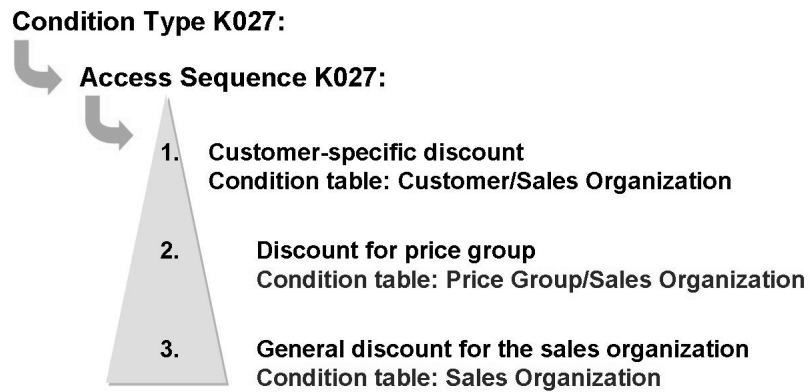 Condition Type K027:
Access Sequence K027:
1. Customer-specific discount
Condition table: Customer/Sales Organization
2. Discount for price group
Condition table: Price Group/Sales Organization
3. General discount for the sales organization
Condition table: Sales Organization